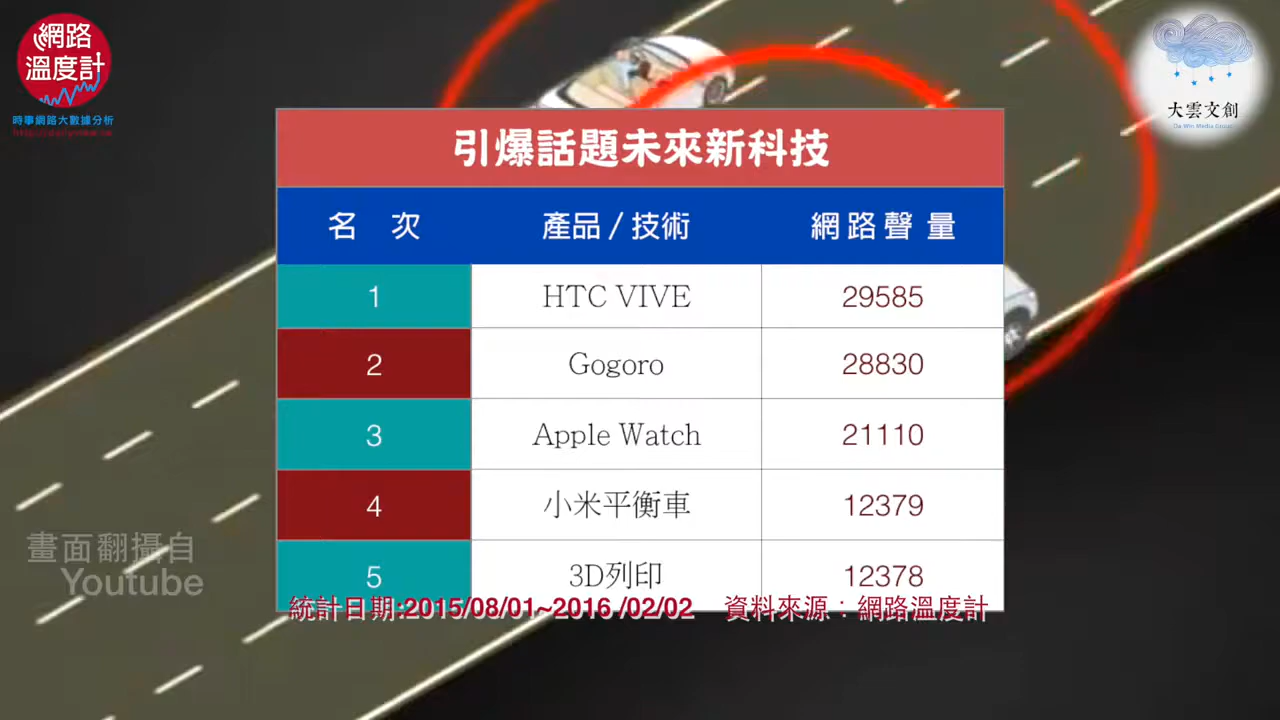 網路
溫度計
時事網路大數據分析
大雲文創
引爆話題未來新科技
名 次 產品/技術 網路聲量
1 HTC VIVE 29585
2 Gogoro 28830
3 Apple Watch 21110
4 小米平衡車 12379
5 3D列印 12378
統計日期:2015/08/01~2016/02/02 資料來源:網路溫度計
畫面翻攝自
Youtube